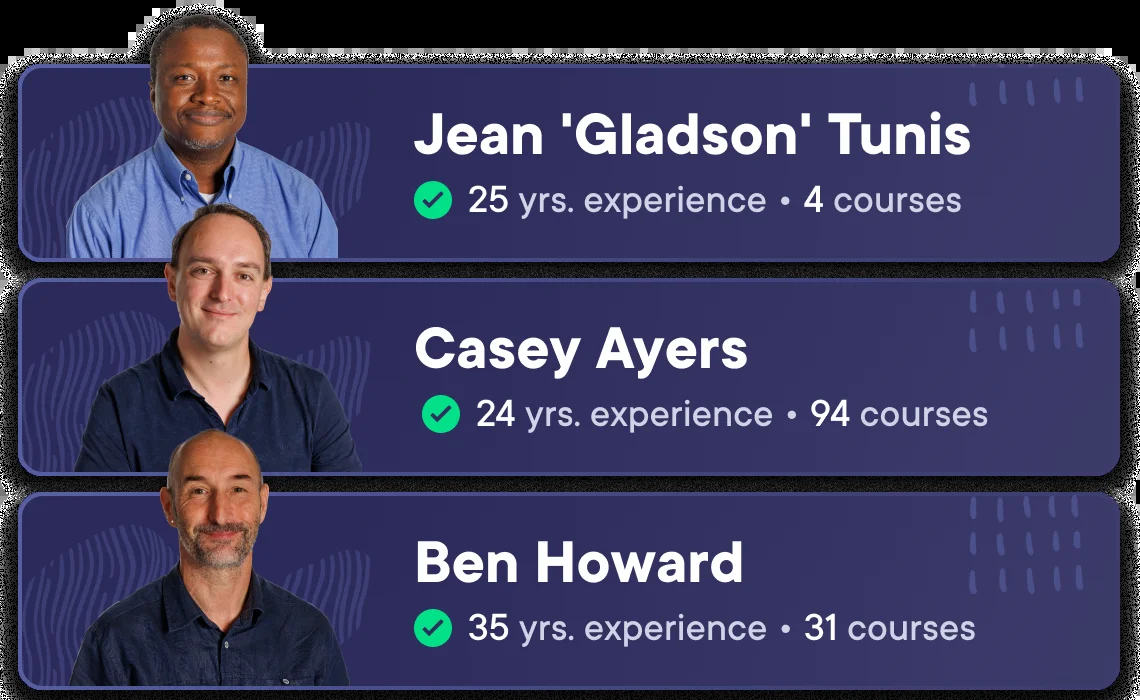 Jean 'Gladson' Tunis
25 yrs. experience • 4 courses
Casey Ayers
24 yrs. experience • 94 courses
Ben Howard
35 yrs. experience • 31 courses